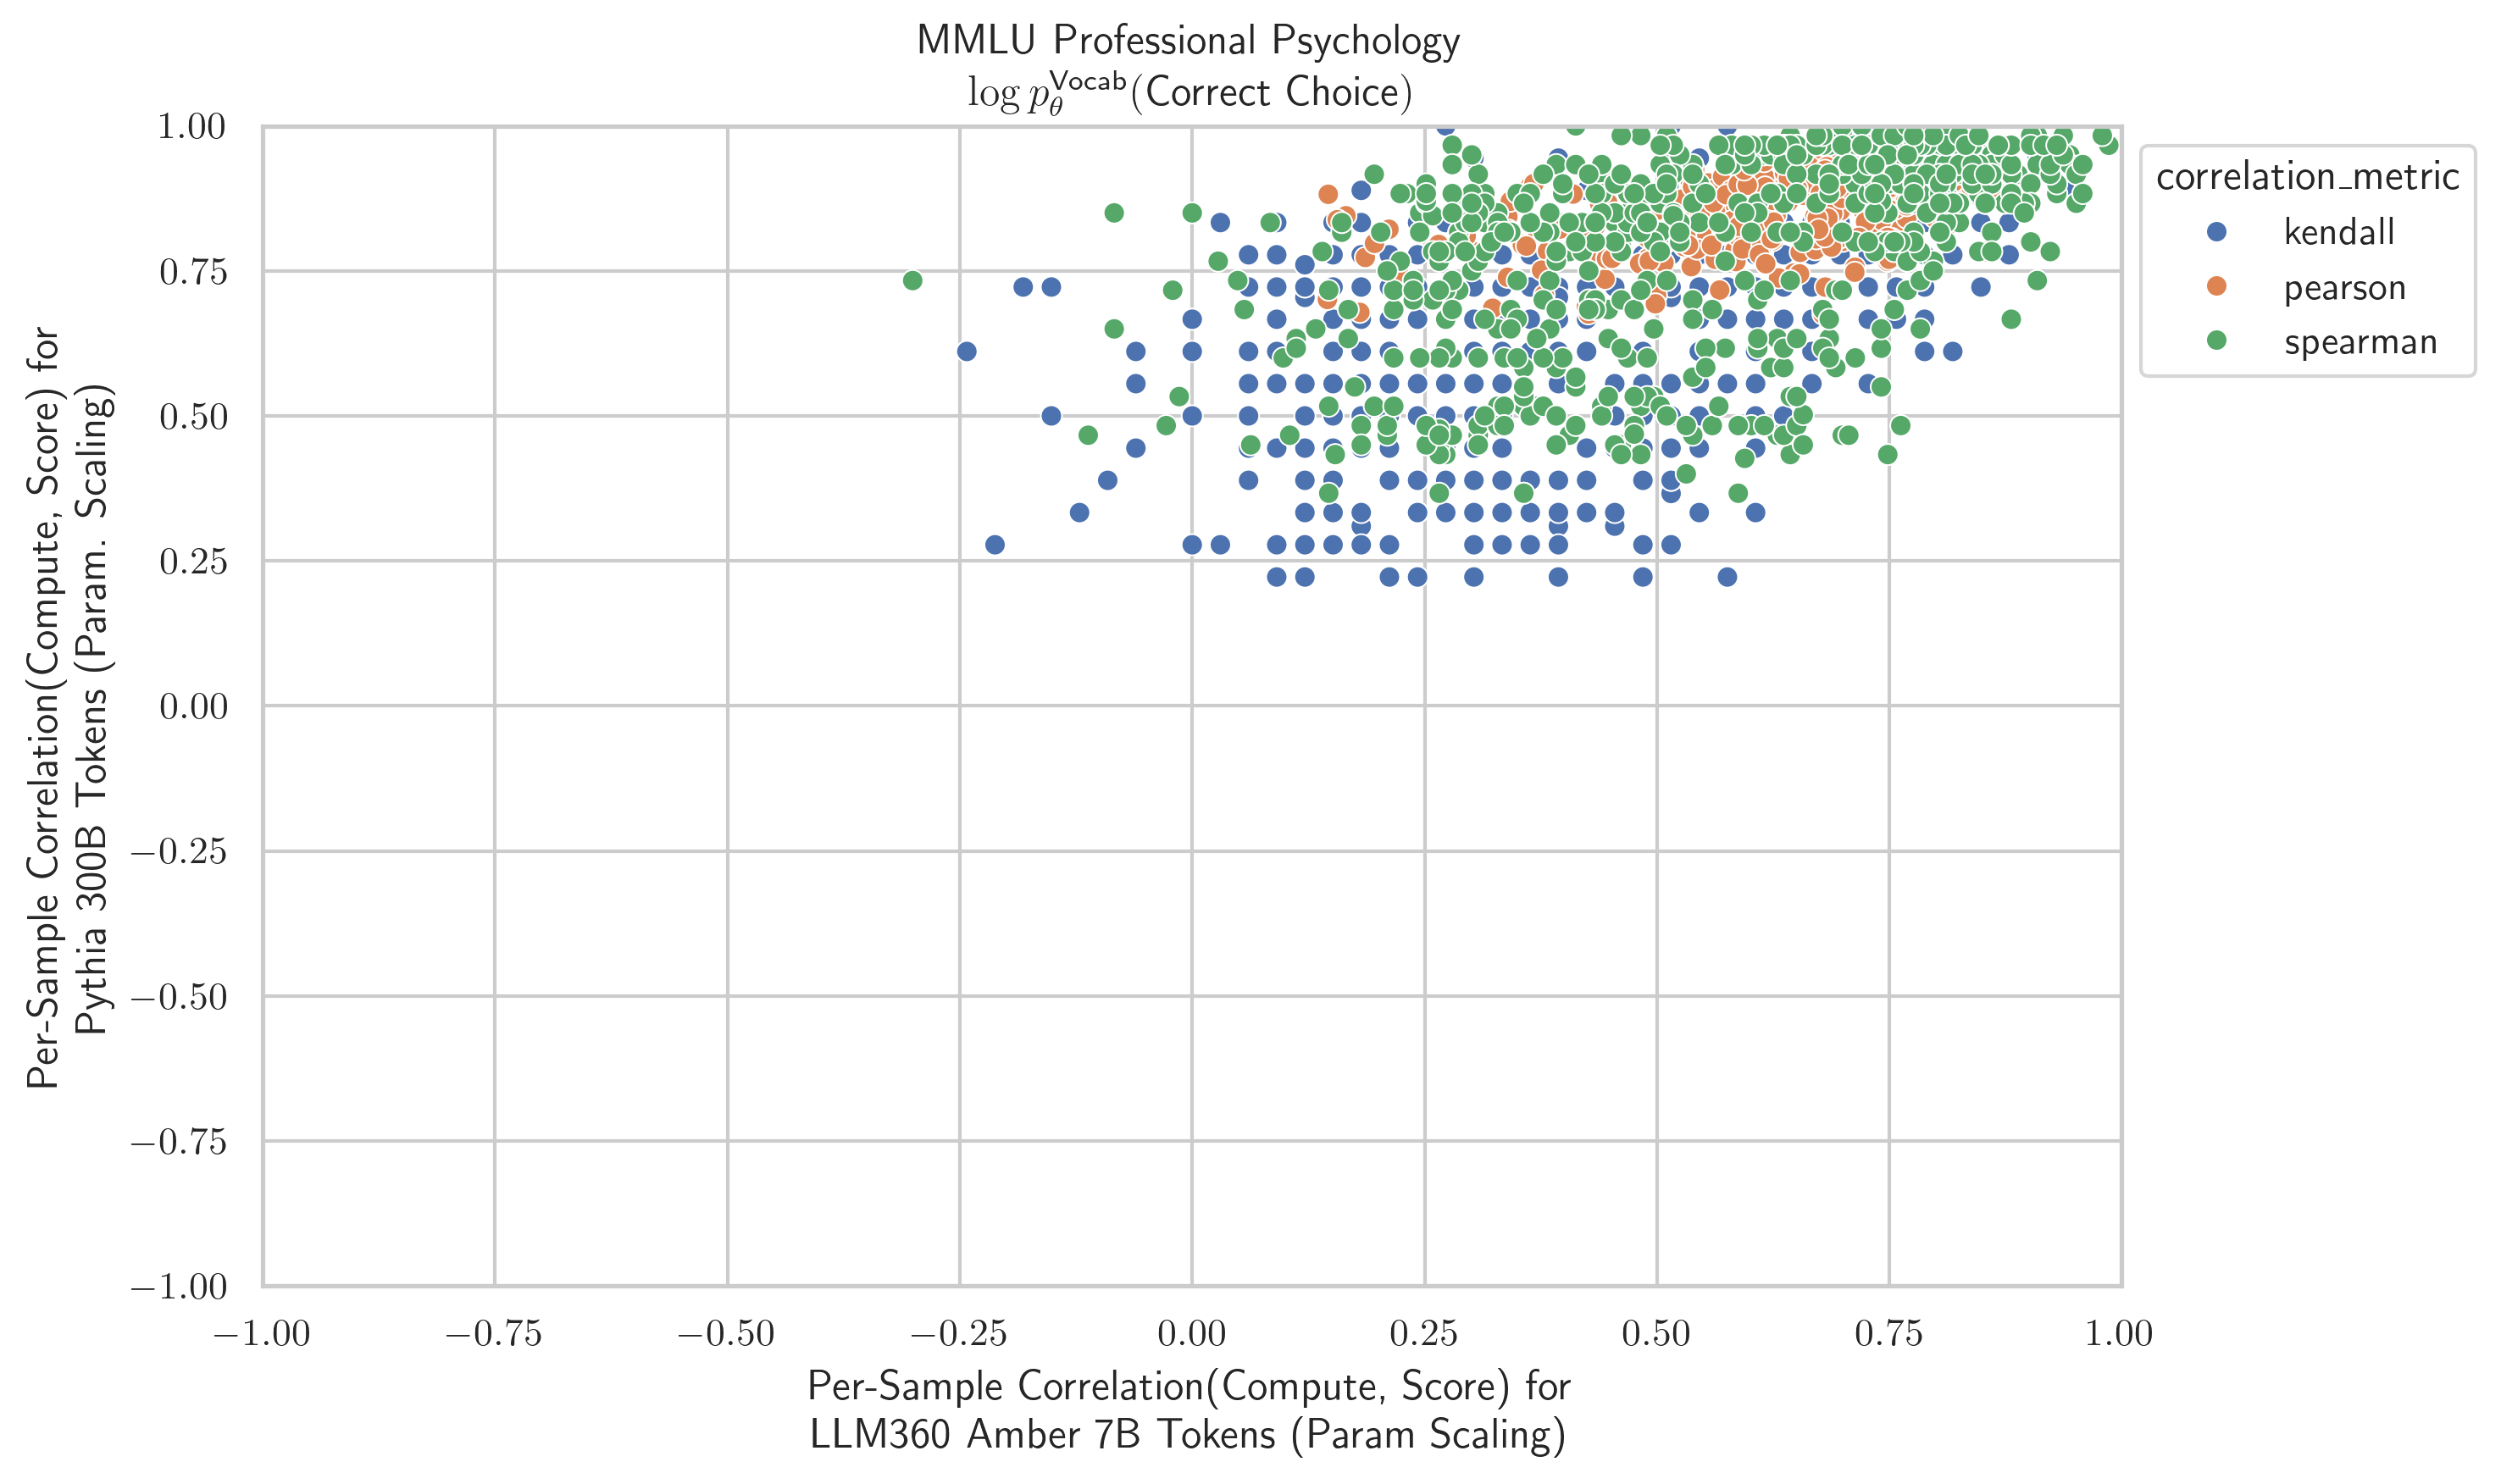 MMLU Professional Psychology
log p_θ^Vocab(Correct Choice)
Per-Sample Correlation(Compute, Score) for
Pythia 300B Tokens (Param. Scaling)
1.00
0.75
0.50
0.25
0.00
−0.25
−0.50
−0.75
−1.00
−1.00 −0.75 −0.50 −0.25 0.00 0.25 0.50 0.75 1.00
Per-Sample Correlation(Compute, Score) for
LLM360 Amber 7B Tokens (Param Scaling)
correlation_metric
kendall
pearson
spearman